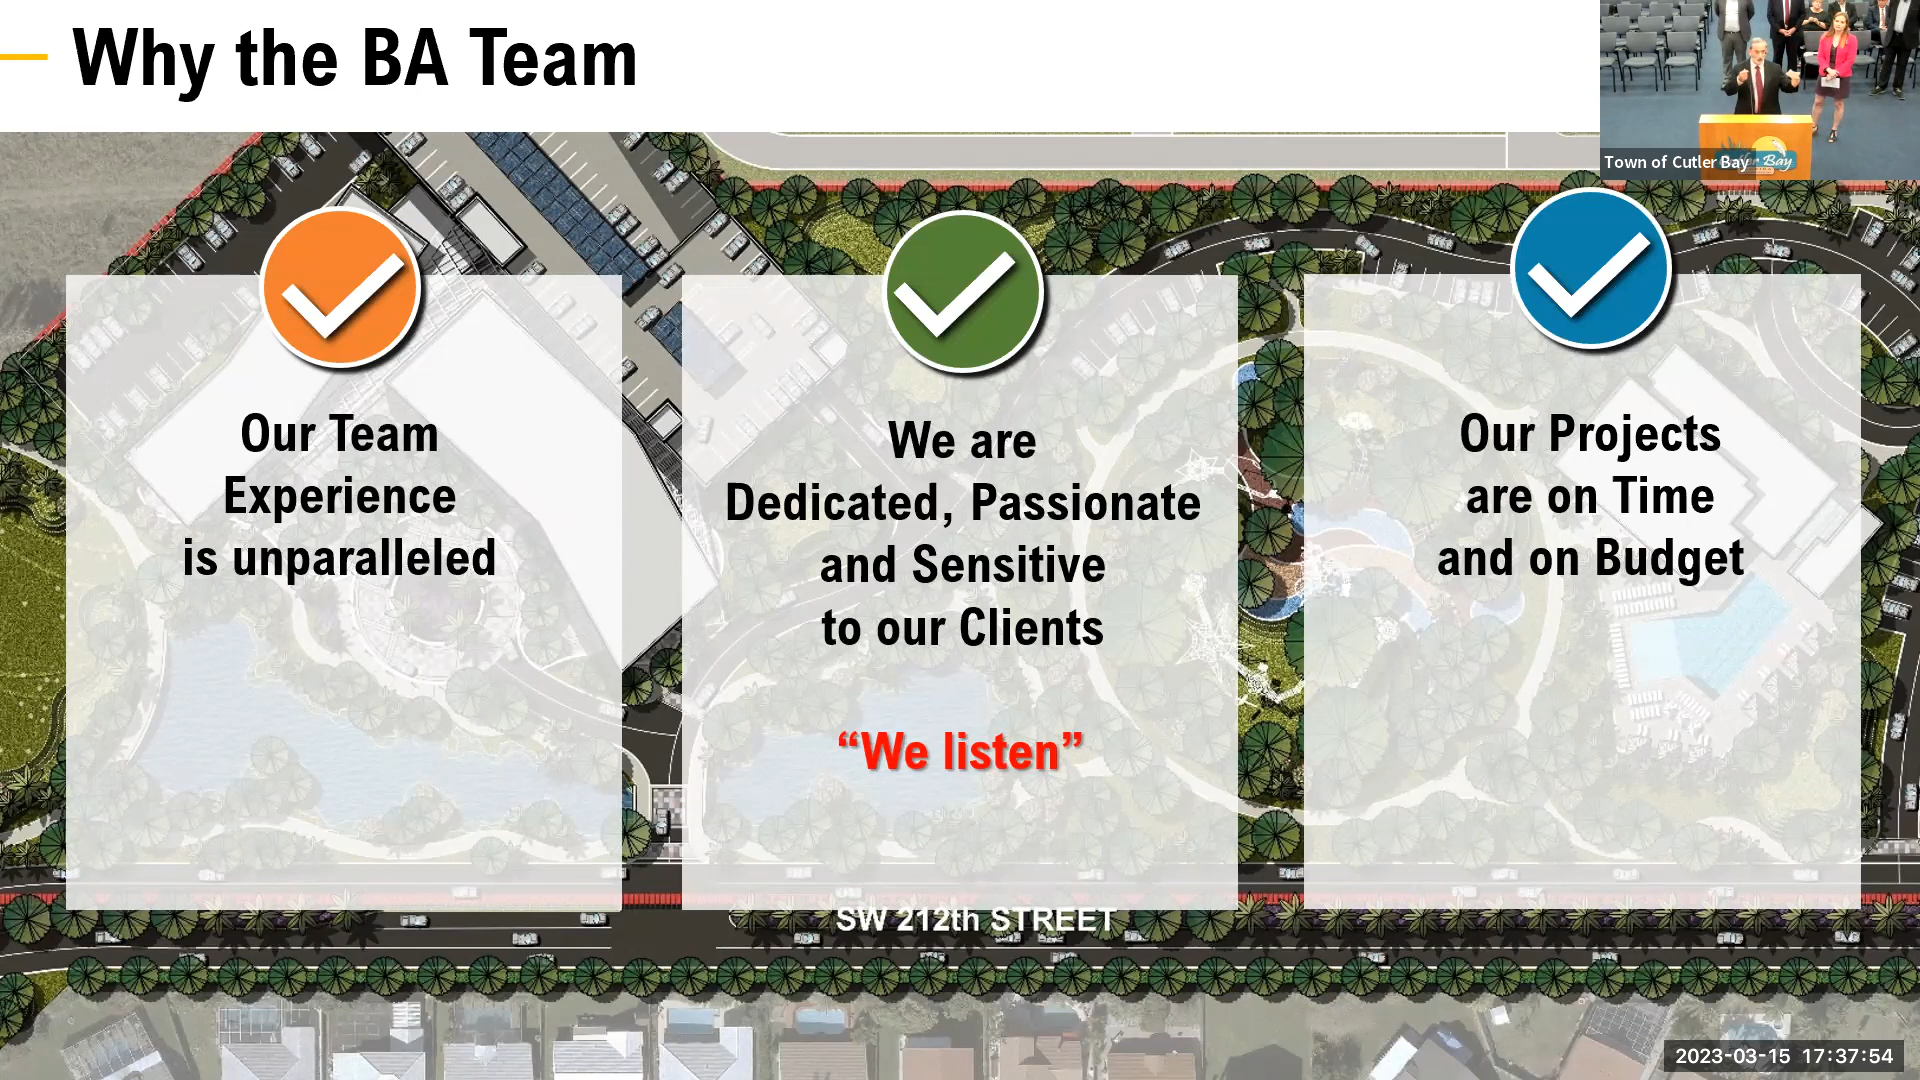 Why the BA Team
Town of Cutler Bay
Our Team
Experience
is unparalleled
We are
Dedicated, Passionate
and Sensitive
to our Clients
“We listen”
Our Projects
are on Time
and on Budget
SW 212th STREET
2023-03-15 17:37:54